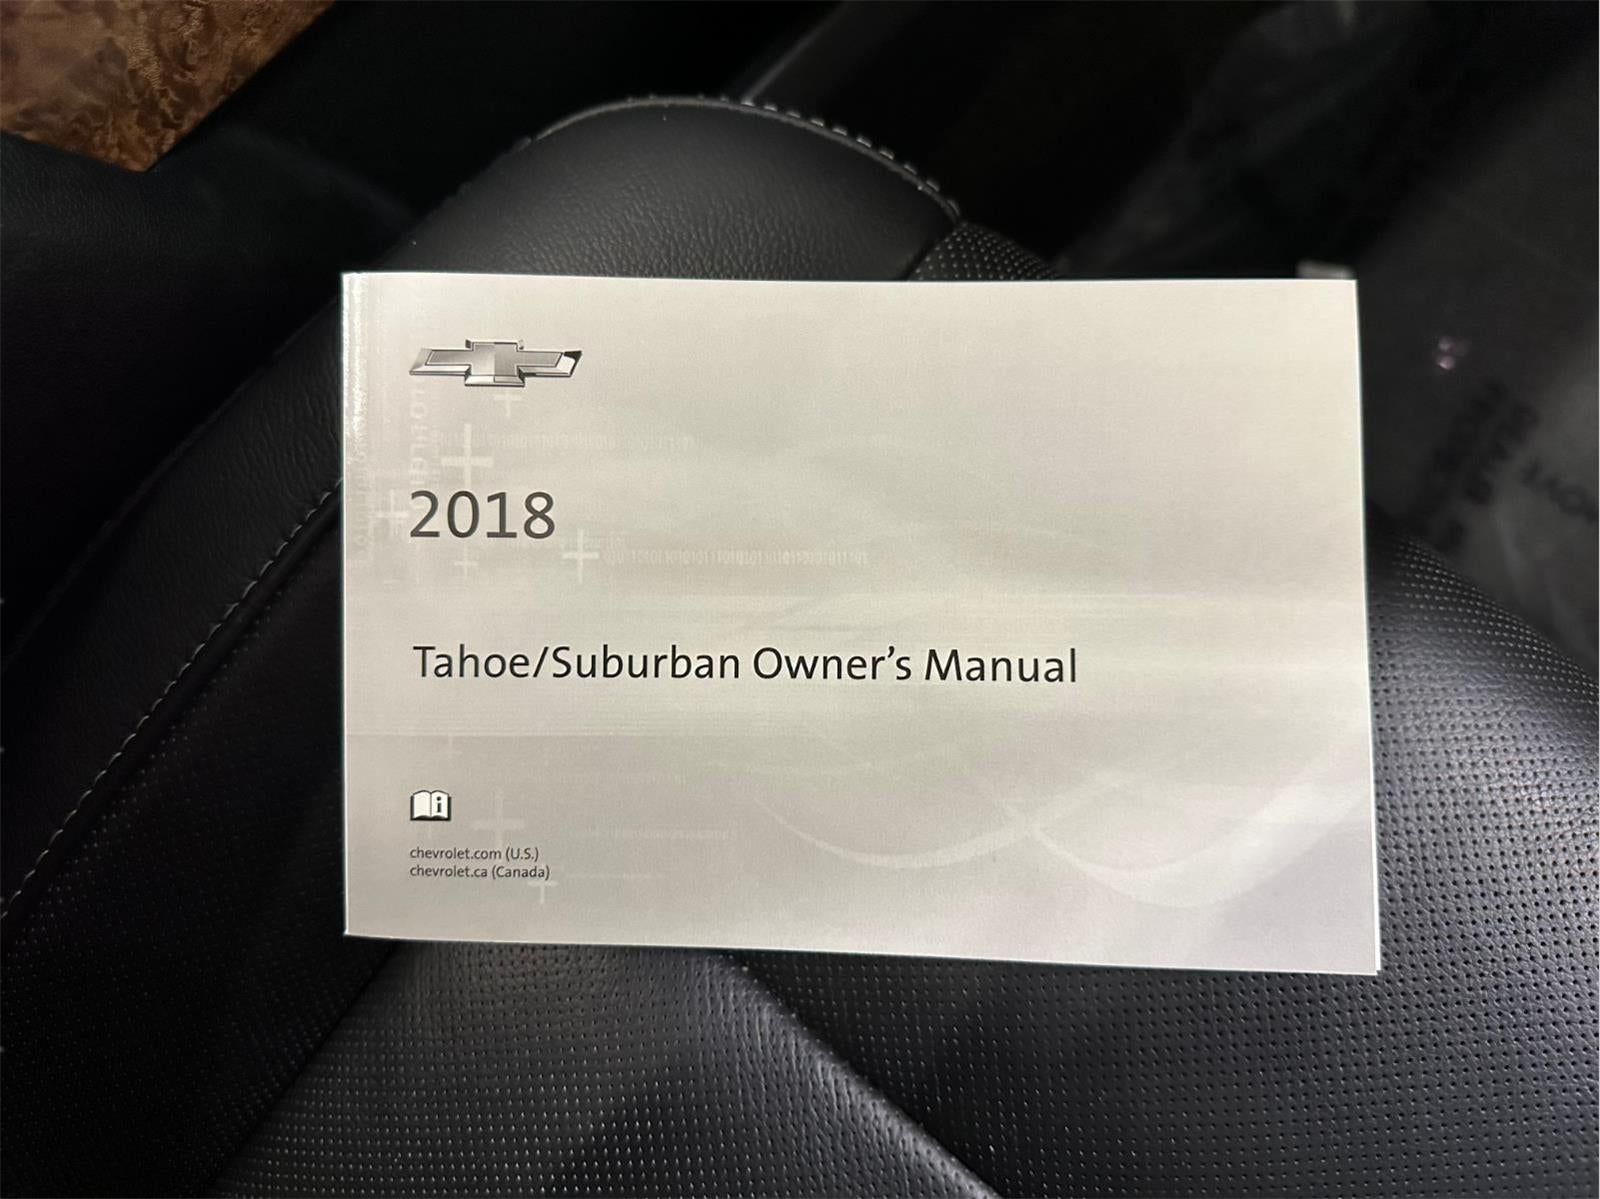 2018
Tahoe/Suburban Owner's Manual
chevrolet.com (U.S.)
chevrolet.ca (Canada)